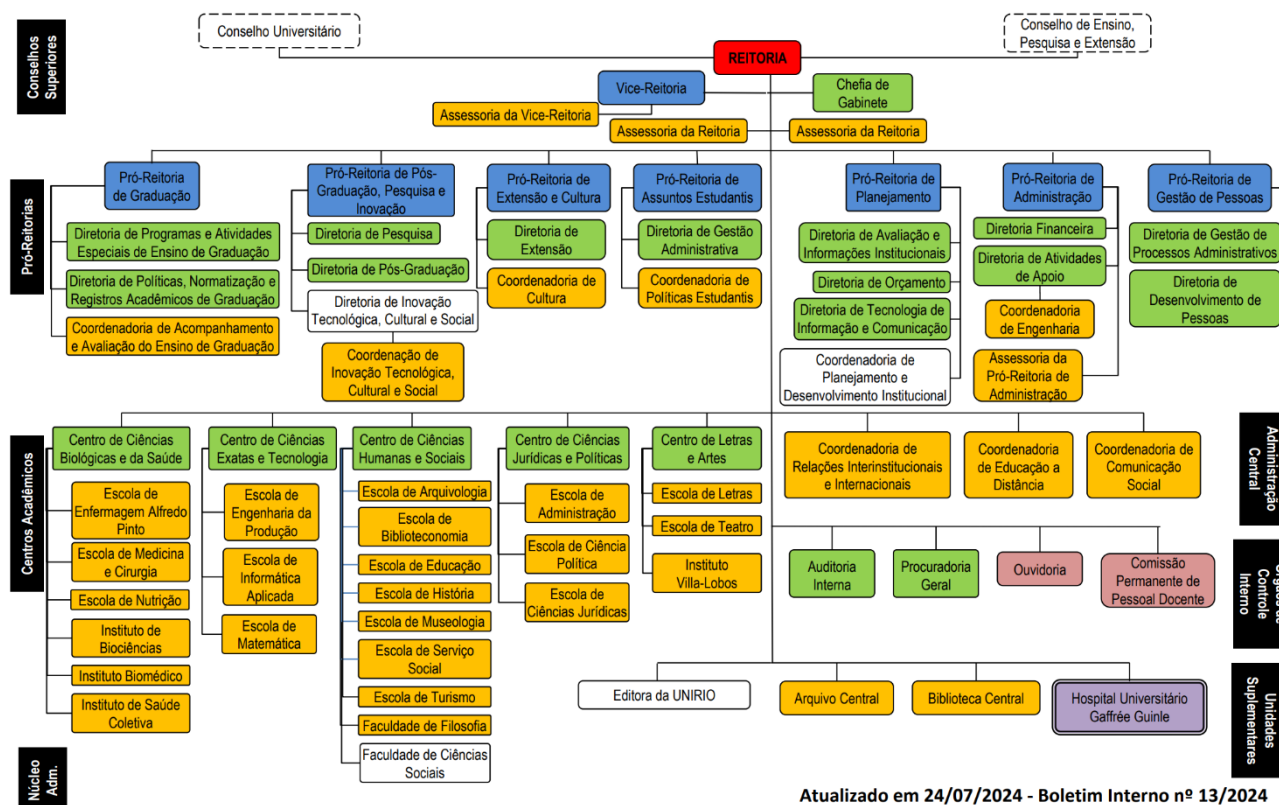 Conselhos
Superiores
Conselho Universitário
Conselho de Ensino,
Pesquisa e Extensão
REITORIA
Vice-Reitoria
Chefia de
Gabinete
Assessoria da Vice-Reitoria
Assessoria da Reitoria
Assessoria da Reitoria
Pró-Reitorias
Pró-Reitoria
de Graduação
Diretoria de Programas e Atividades
Especiais de Ensino de Graduação
Diretoria de Políticas, Normatização e
Registros Acadêmicos de Graduação
Coordenadoria de Acompanhamento
e Avaliação do Ensino de Graduação
Pró-Reitoria de Pós-
Graduação, Pesquisa e
Inovação
Diretoria de Pesquisa
Diretoria de Pós-Graduação
Diretoria de Inovação
Tecnológica, Cultural e Social
Coordenação de
Inovação Tecnológica,
Cultural e Social
Pró-Reitoria de
Extensão e Cultura
Diretoria de
Extensão
Coordenadoria de
Cultura
Pró-Reitoria de
Assuntos Estudantis
Diretoria de Gestão
Administrativa
Coordenadoria de
Políticas Estudantis
Pró-Reitoria de
Planejamento
Diretoria de Avaliação e
Informações Institucionais
Diretoria de Orçamento
Diretoria de Tecnologia de
Informação e Comunicação
Coordenadoria de
Planejamento e
Desenvolvimento Institucional
Pró-Reitoria de
Administração
Diretoria Financeira
Diretoria de Atividades
de Apoio
Coordenadoria
de Engenharia
Assessoria da
Pró-Reitoria de
Administração
Pró-Reitoria de
Gestão de Pessoas
Diretoria de Gestão de
Processos Administrativos
Diretoria de
Desenvolvimento de
Pessoas
Centros Acadêmicos
Centro de Ciências
Biológicas e da Saúde
Escola de
Enfermagem Alfredo
Pinto
Escola de Medicina
e Cirurgia
Escola de Nutrição
Instituto de
Biociências
Instituto Biomédico
Instituto de Saúde
Coletiva
Centro de Ciências
Exatas e Tecnologia
Escola de
Engenharia da
Produção
Escola de
Informática
Aplicada
Escola de
Matemática
Centro de Ciências
Humanas e Sociais
Escola de Arquivologia
Escola de
Biblioteconomia
Escola de Educação
Escola de História
Escola de Museologia
Escola de Serviço
Social
Escola de Turismo
Faculdade de Filosofia
Faculdade de Ciências
Sociais
Centro de Ciências
Jurídicas e Políticas
Escola de
Administração
Escola de Ciência
Política
Escola de
Ciências Jurídicas
Centro de Letras
e Artes
Escola de Letras
Escola de Teatro
Instituto
Villa-Lobos
Administração
Central
Coordenadoria de
Relações Interinstitucionais
e Internacionais
Coordenadoria
de Educação a
Distância
Coordenadoria de
Comunicação
Social
Controle
Interno
Auditoria
Interna
Procuradoria
Geral
Ouvidoria
Comissão
Permanente de
Pessoal Docente
Unidades
Suplementares
Editora da UNIRIO
Arquivo Central
Biblioteca Central
Hospital Universitário
Gaffrée Guinle
Núcleo
Adm.
Atualizado em 24/07/2024 - Boletim Interno nº 13/2024